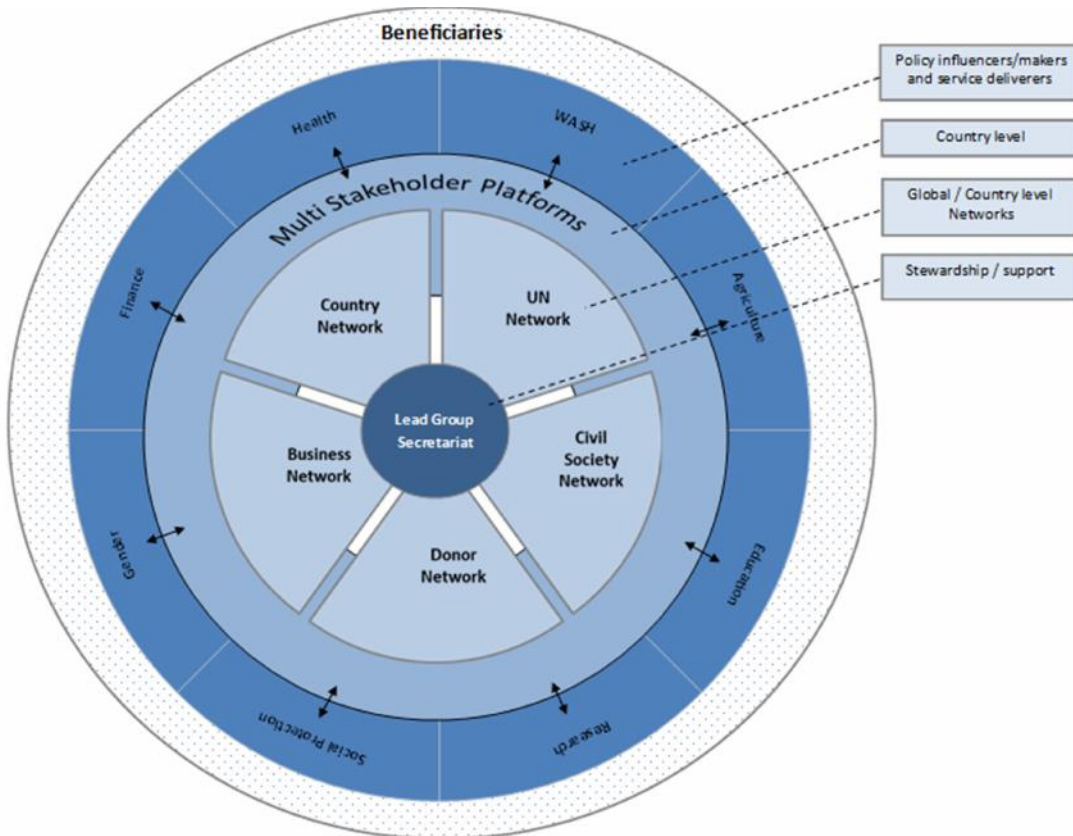 Beneficiaries
Policy influencers/makers
and service deliverers
Country level
Global / Country level
Networks
Stewardship / support
Health
WASH
Finance
Agriculture
Gender
Education
Social Protection
Research
Multi Stakeholder Platforms
Country
Network
UN
Network
Business
Network
Civil
Society
Network
Donor
Network
Lead Group
Secretariat